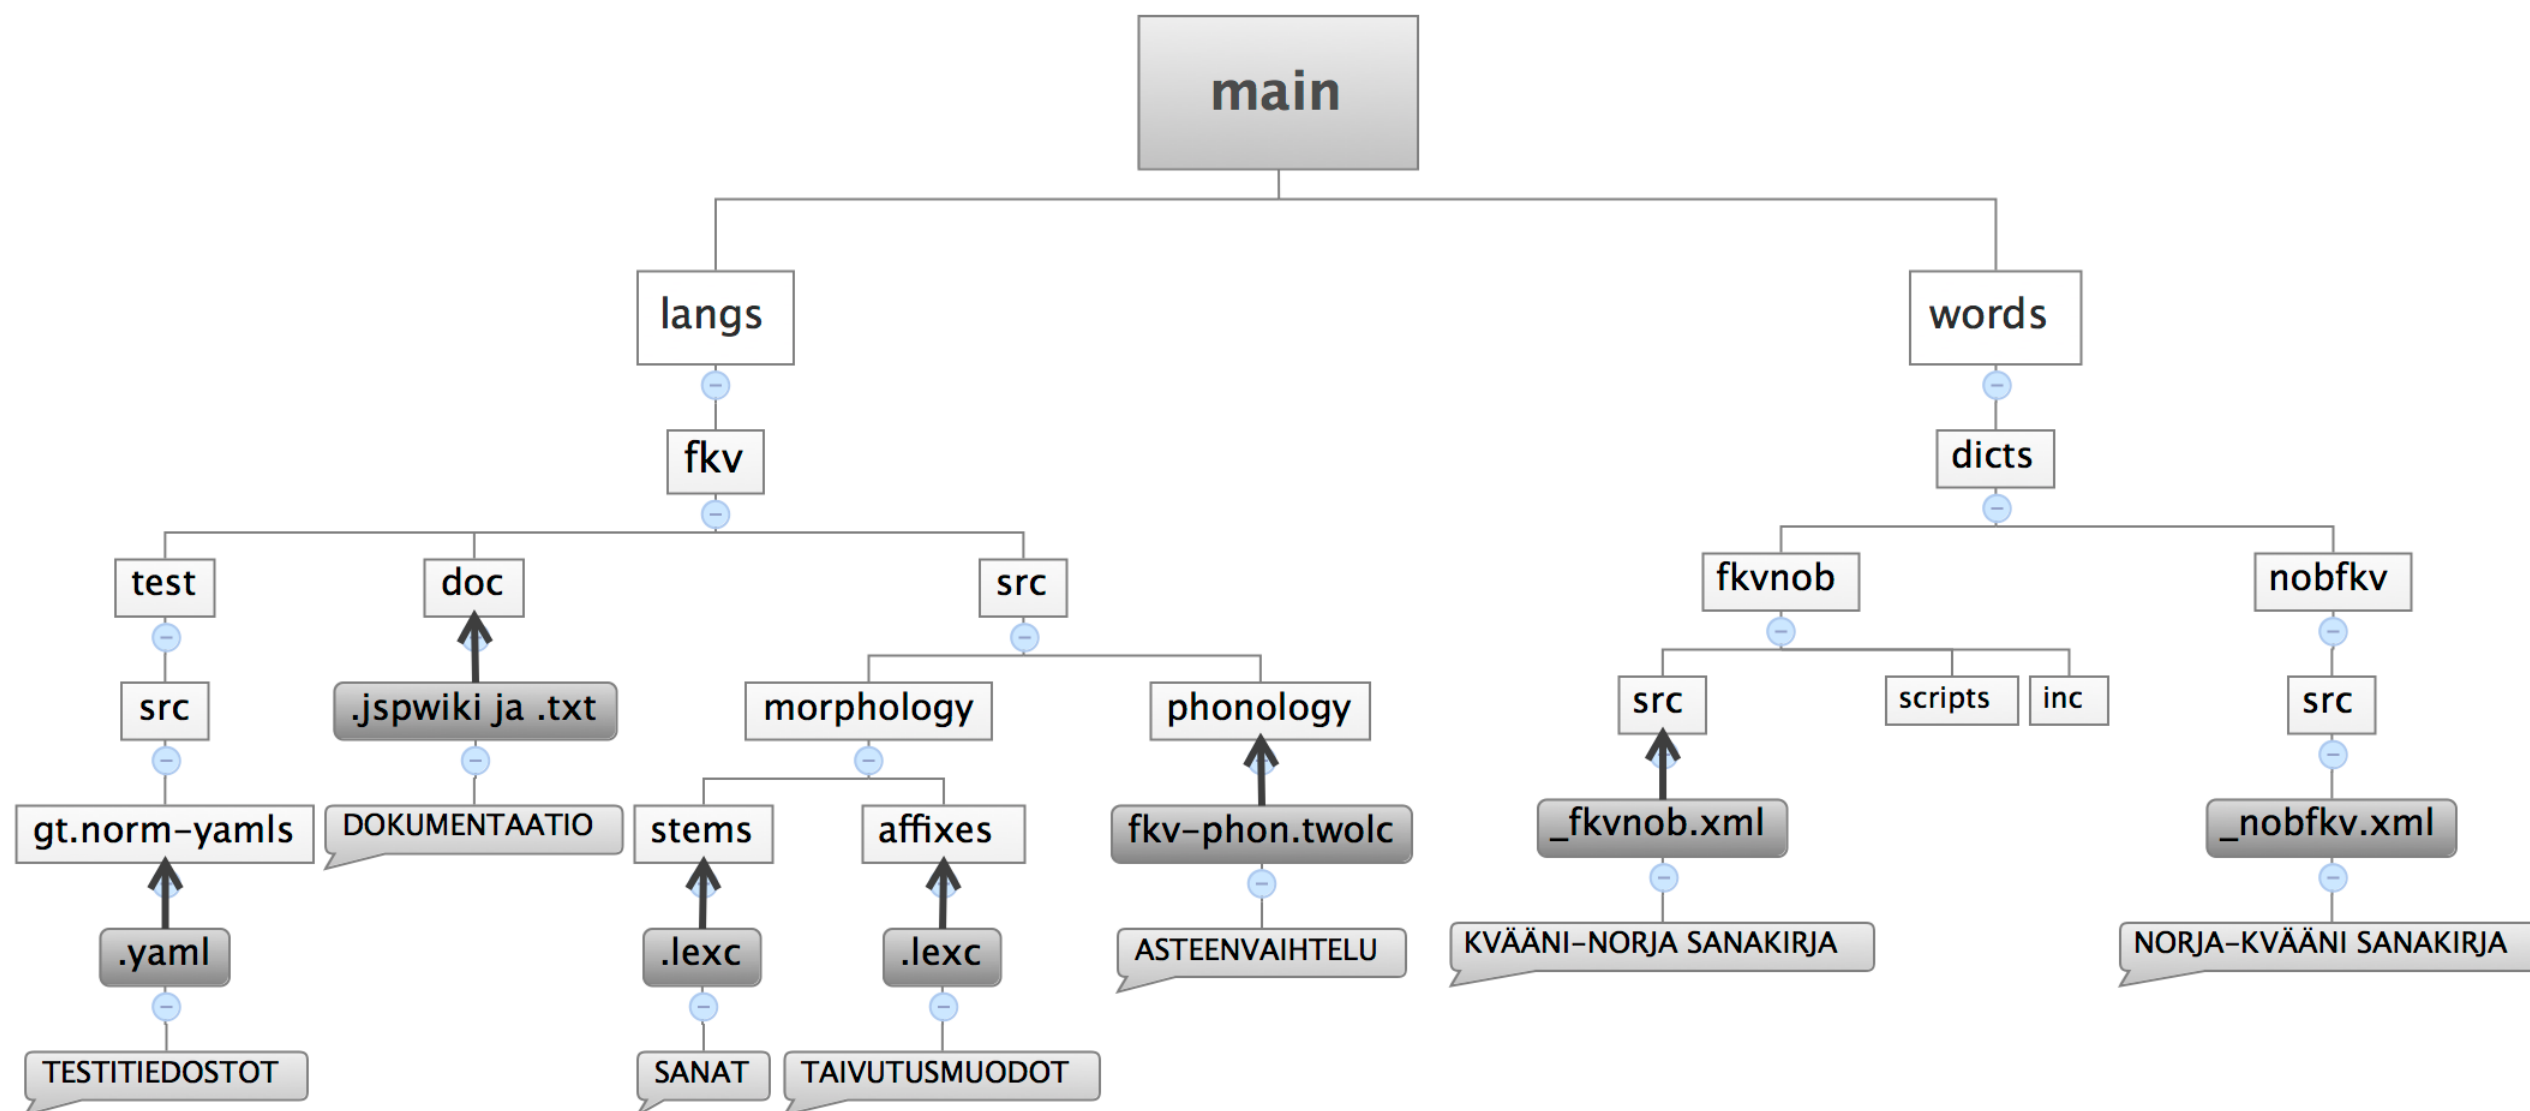 main
langs
words
fkv
dicts
test
doc
src
fkvnob
nobfkv
src
.jspwiki ja .txt
morphology
phonology
src
scripts
inc
src
gt.norm-yamls
DOKUMENTAATIO
stems
affixes
fkv-phon.twolc
_fkvnob.xml
_nobfkv.xml
.yaml
.lexc
.lexc
ASTEENVAIHTELU
KVÄÄNI-NORJA SANAKIRJA
NORJA-KVÄÄNI SANAKIRJA
TESTITIEDOSTOT
SANAT
TAIVUTUSMUODOT